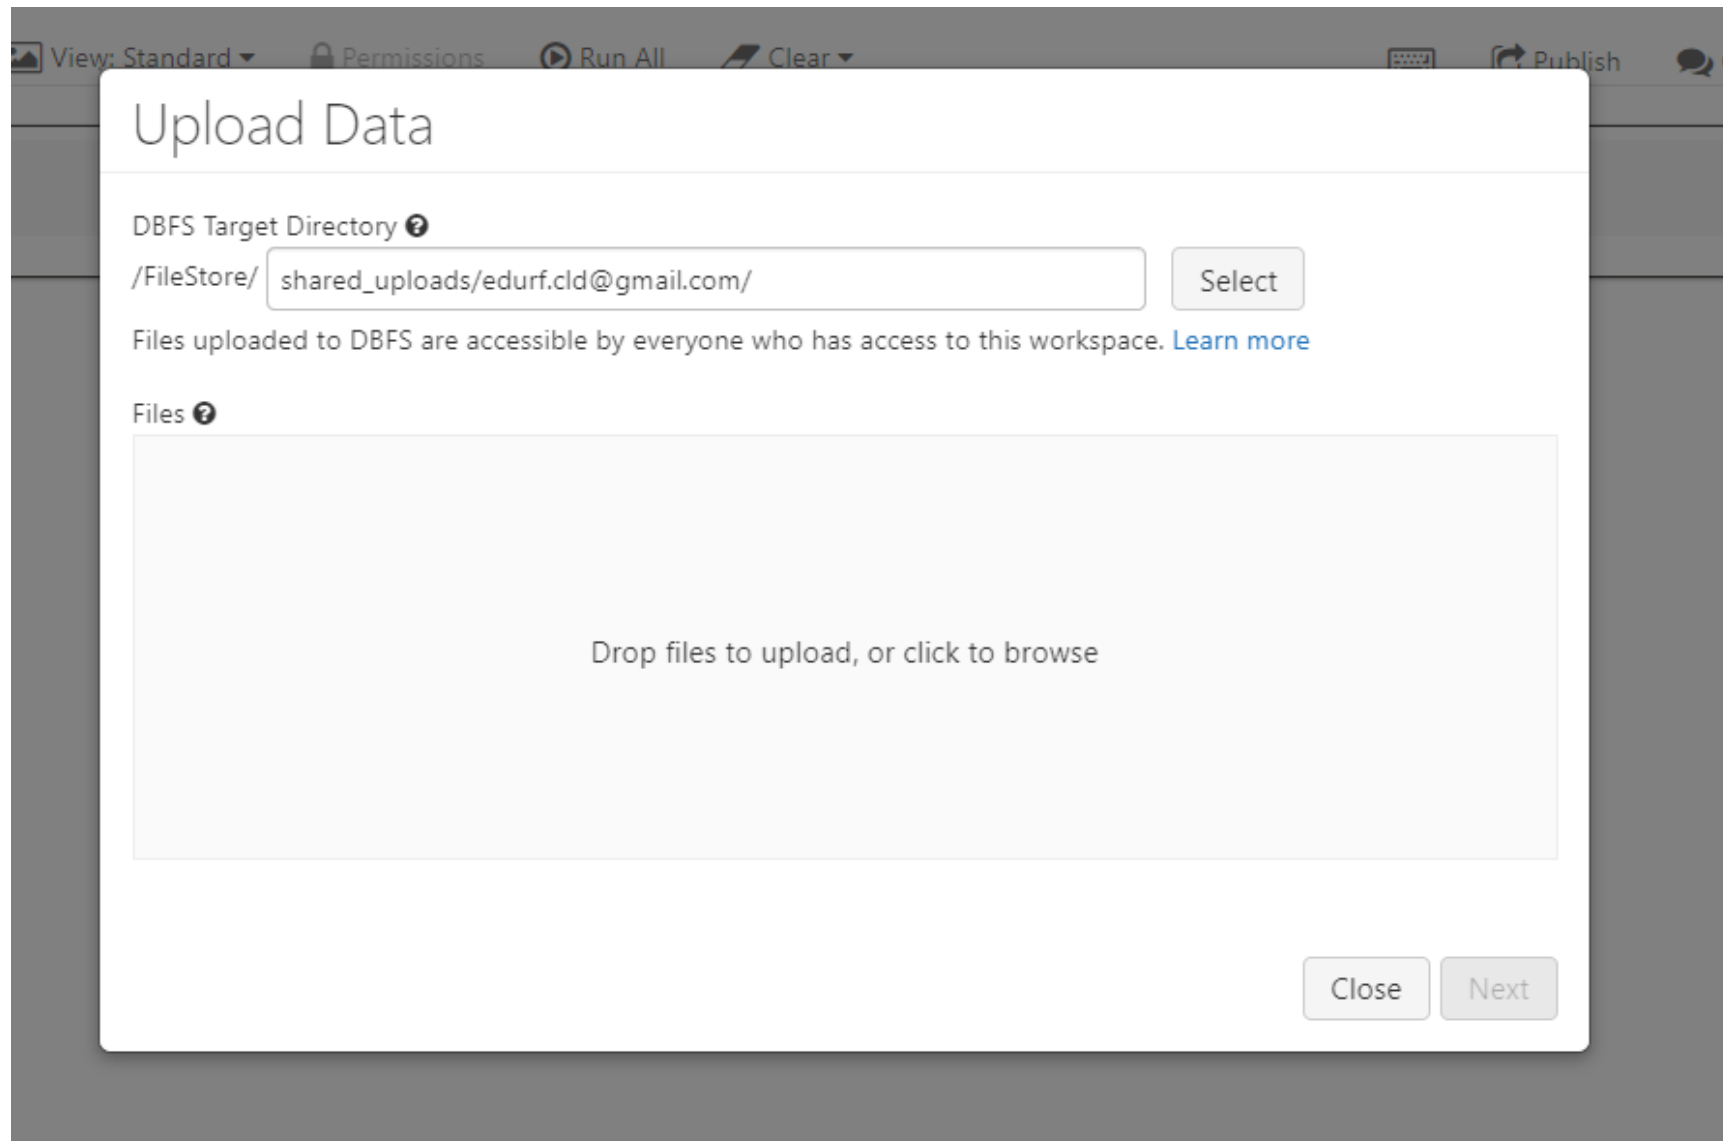 View: Standard Permissions Run All Clear Publish
Upload Data
DBFS Target Directory
/FileStore/ shared_uploads/edurf.cld@gmail.com/ Select
Files uploaded to DBFS are accessible by everyone who has access to this workspace. Learn more
Files
Drop files to upload, or click to browse
Close Next